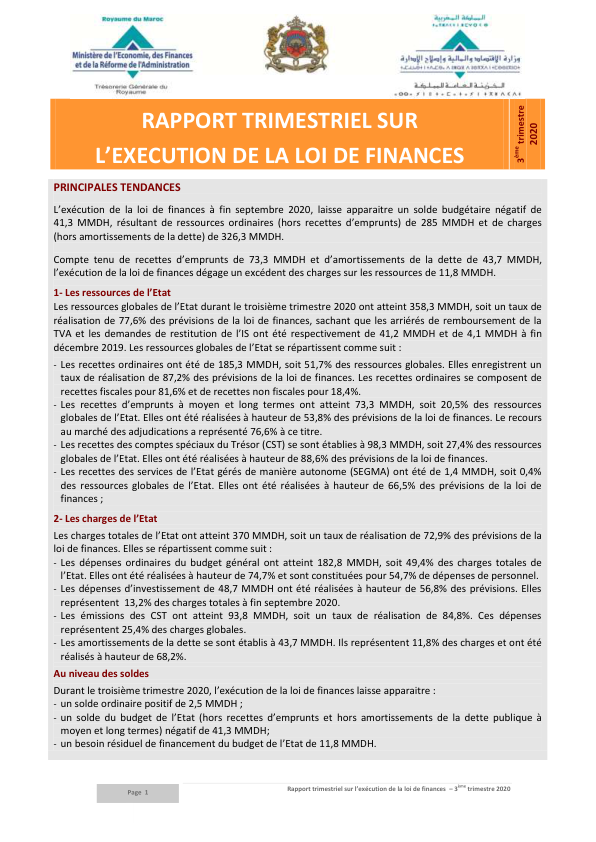 Royaume du Maroc
Ministère de l'Economie, des Finances
et de la Réforme de l'Administration
Trésorerie Générale du
Royaume
المملكة المغربية
وزارة الاقتصاد والمالية وإصلاح الإدارة
الخزينة العامة للمملكة
RAPPORT TRIMESTRIEL SUR
L'EXECUTION DE LA LOI DE FINANCES
3ème trimestre
2020
PRINCIPALES TENDANCES
L'exécution de la loi de finances à fin septembre 2020, laisse apparaitre un solde budgétaire négatif de
41,3 MMDH, résultant de ressources ordinaires (hors recettes d'emprunts) de 285 MMDH et de charges
(hors amortissements de la dette) de 326,3 MMDH.
Compte tenu de recettes d'emprunts de 73,3 MMDH et d'amortissements de la dette de 43,7 MMDH,
l'exécution de la loi de finances dégage un excédent des charges sur les ressources de 11,8 MMDH.
1- Les ressources de l'Etat
Les ressources globales de l'Etat durant le troisième trimestre 2020 ont atteint 358,3 MMDH, soit un taux de
réalisation de 77,6% des prévisions de la loi de finances, sachant que les arriérés de remboursement de la
TVA et les demandes de restitution de l'IS ont été respectivement de 41,2 MMDH et de 4,1 MMDH à fin
décembre 2019. Les ressources globales de l'Etat se répartissent comme suit :
- Les recettes ordinaires ont été de 185,3 MMDH, soit 51,7% des ressources globales. Elles enregistrent un
taux de réalisation de 87,2% des prévisions de la loi de finances. Les recettes ordinaires se composent de
recettes fiscales pour 81,6% et de recettes non fiscales pour 18,4%.
- Les recettes d'emprunts à moyen et long termes ont atteint 73,3 MMDH, soit 20,5% des ressources
globales de l'Etat. Elles ont été réalisées à hauteur de 53,8% des prévisions de la loi de finances. Le recours
au marché des adjudications a représenté 76,6% à ce titre.
- Les recettes des comptes spéciaux du Trésor (CST) se sont établies à 98,3 MMDH, soit 27,4% des ressources
globales de l'Etat. Elles ont été réalisées à hauteur de 88,6% des prévisions de la loi de finances.
- Les recettes des services de l'Etat gérés de manière autonome (SEGMA) ont été de 1,4 MMDH, soit 0,4%
des ressources globales de l'Etat. Elles ont été réalisées à hauteur de 66,5% des prévisions de la loi de
finances ;
2- Les charges de l'Etat
Les charges totales de l'Etat ont atteint 370 MMDH, soit un taux de réalisation de 72,9% des prévisions de la
loi de finances. Elles se répartissent comme suit :
- Les dépenses ordinaires du budget général ont atteint 182,8 MMDH, soit 49,4% des charges totales de
l'Etat. Elles ont été réalisées à hauteur de 74,7% et sont constituées pour 54,7% de dépenses de personnel.
- Les dépenses d'investissement de 48,7 MMDH ont été réalisées à hauteur de 56,8% des prévisions. Elles
représentent 13,2% des charges totales à fin septembre 2020.
- Les émissions des CST ont atteint 93,8 MMDH, soit un taux de réalisation de 84,8%. Ces dépenses
représentent 25,4% des charges globales.
- Les amortissements de la dette se sont établis à 43,7 MMDH. Ils représentent 11,8% des charges et ont été
réalisés à hauteur de 68,2%.
Au niveau des soldes
Durant le troisième trimestre 2020, l'exécution de la loi de finances laisse apparaitre :
- un solde ordinaire positif de 2,5 MMDH ;
- un solde du budget de l'Etat (hors recettes d'emprunts et hors amortissements de la dette publique à
moyen et long termes) négatif de 41,3 MMDH;
- un besoin résiduel de financement du budget de l'Etat de 11,8 MMDH.
Page 1
Rapport trimestriel sur l'exécution de la loi de finances – 3ème trimestre 2020